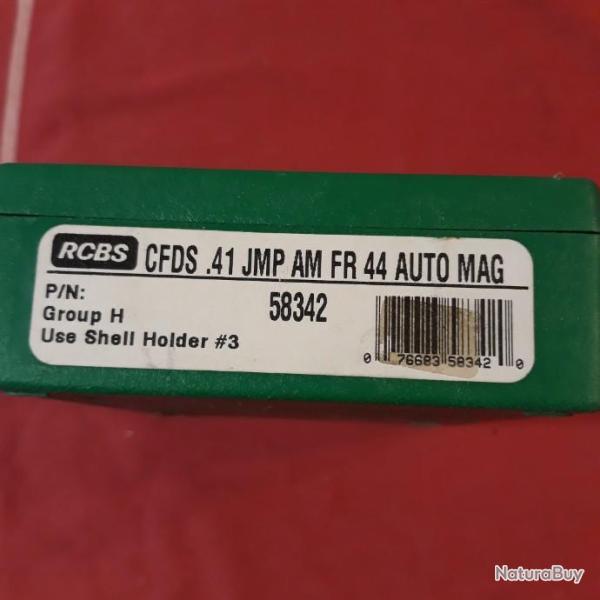 RCBS CFDS .41 JMP AM FR 44 AUTO MAG
P/N: 58342
Group H
Use Shell Holder #3
0 76683 58342 0
NaturaBuy